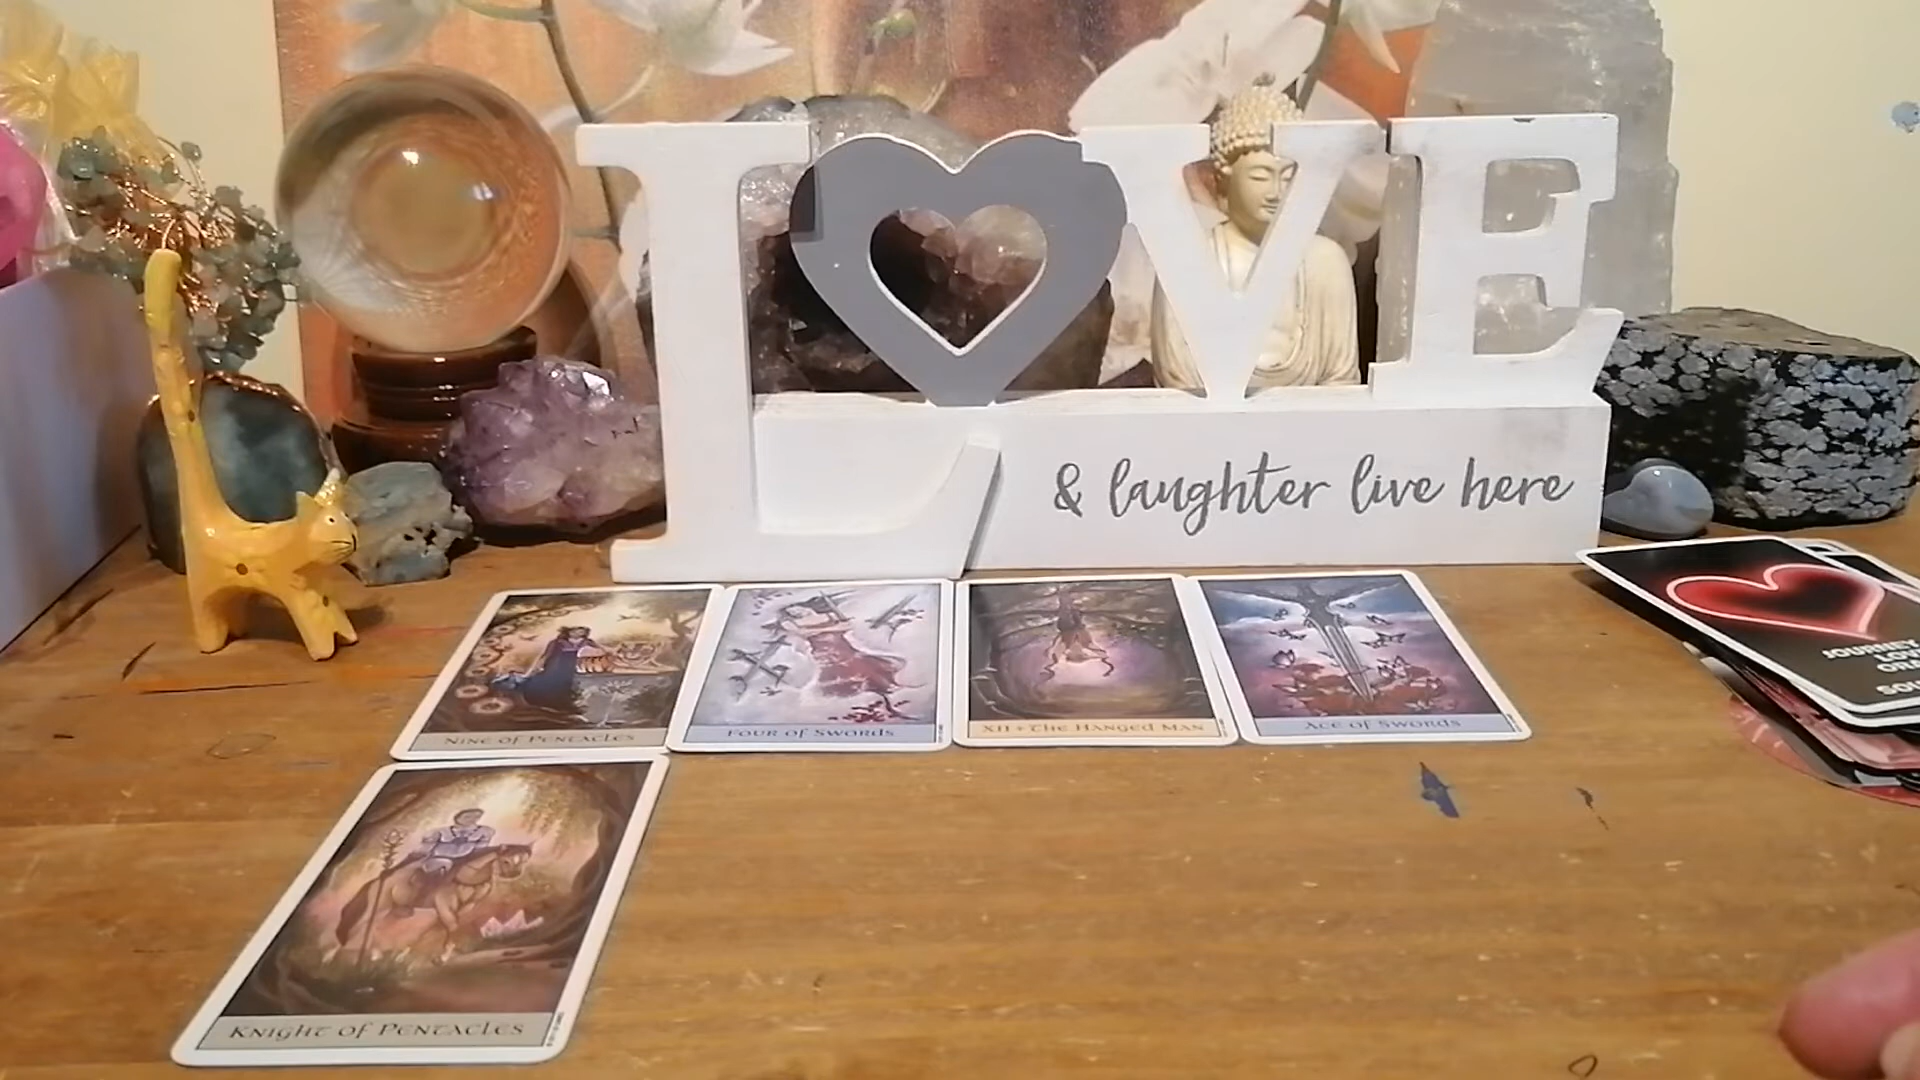 LOVE
& laughter live here
NINE OF PENTACLES
FOUR OF SWORDS
XII • THE HANGED MAN
ACE OF SWORDS
KNIGHT OF PENTACLES
JOURNEY